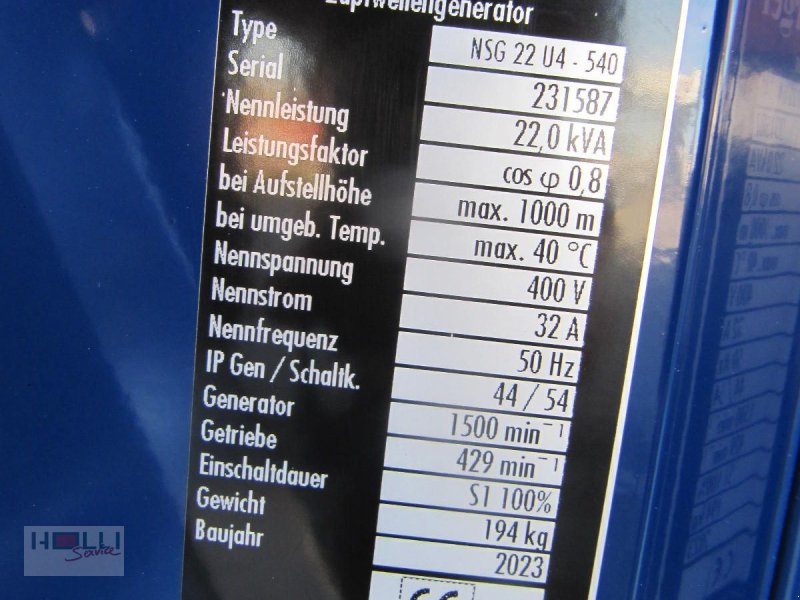 Zapfwellengenerator
Type NSG 22 U4 - 540
Serial 231587
Nennleistung 22,0 kVA
Leistungsfaktor cos φ 0,8
bei Aufstellhöhe max. 1000 m
bei umgeb. Temp. max. 40 °C
Nennspannung 400 V
Nennstrom 32 A
Nennfrequenz 50 Hz
IP Gen / Schaltk. 44 / 54
Generator 1500 min⁻¹
Getriebe 429 min⁻¹
Einschaltdauer S1 100%
Gewicht 194 kg
Baujahr 2023
CE
HOLLI
Service